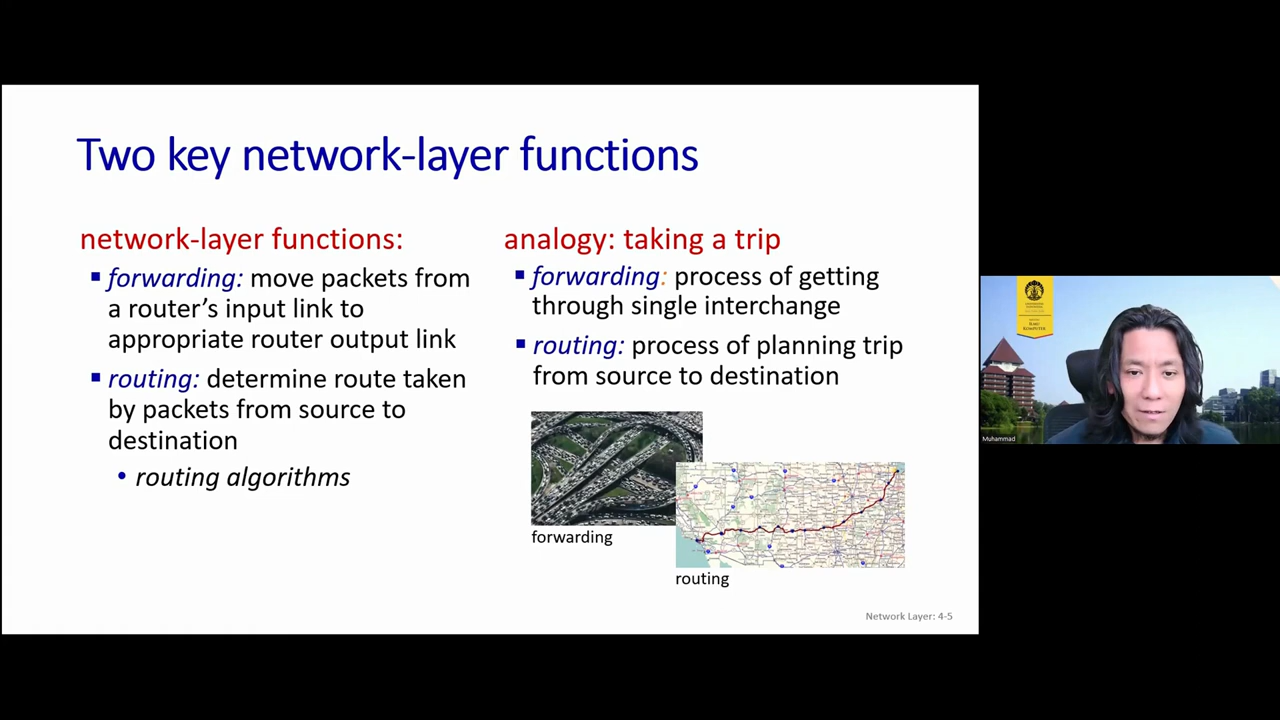 Two key network-layer functions
network-layer functions:
▪ forwarding: move packets from
a router’s input link to
appropriate router output link
▪ routing: determine route taken
by packets from source to
destination
• routing algorithms
analogy: taking a trip
▪ forwarding: process of getting
through single interchange
▪ routing: process of planning trip
from source to destination
forwarding
routing
Network Layer: 4-5
ILMU
KOMPUTER
Muhammad